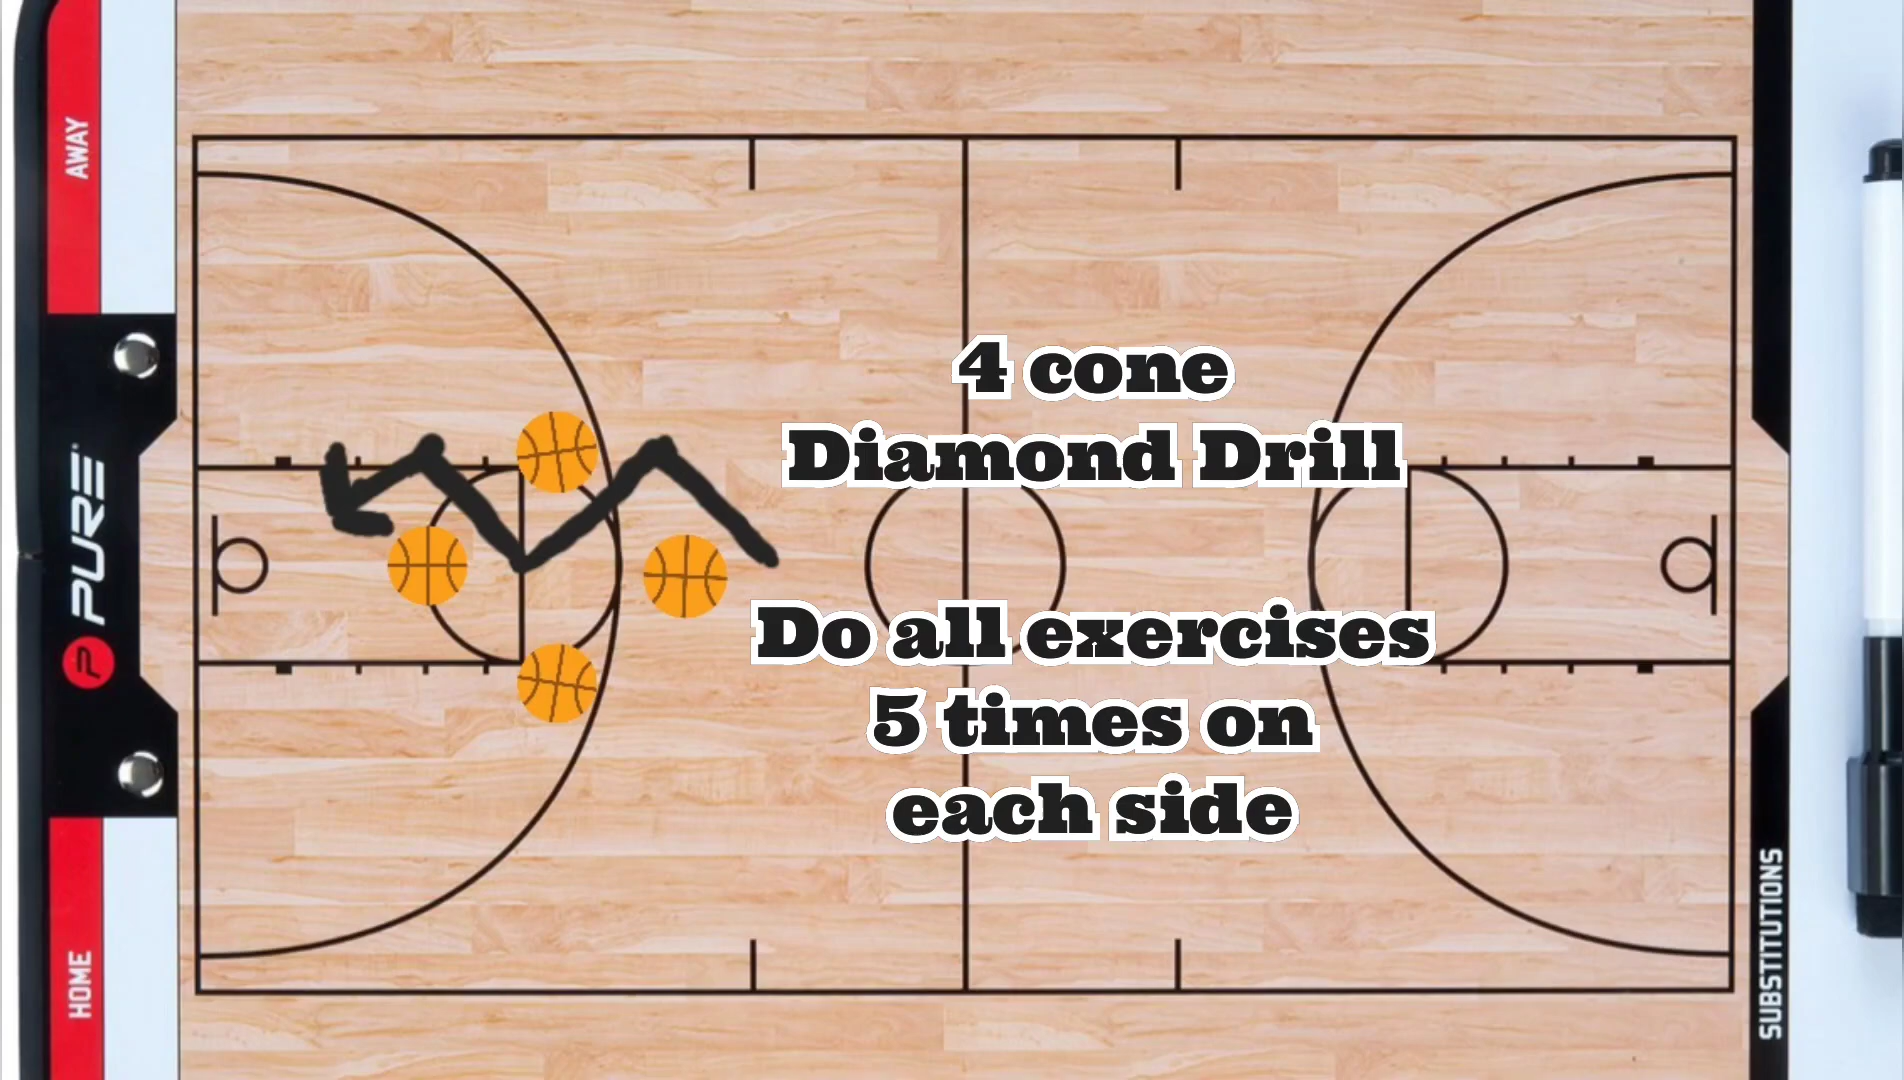 AWAY
PURE
HOME
4 cone
Diamond Drill
Do all exercises
5 times on
each side
SUBSTITUTIONS